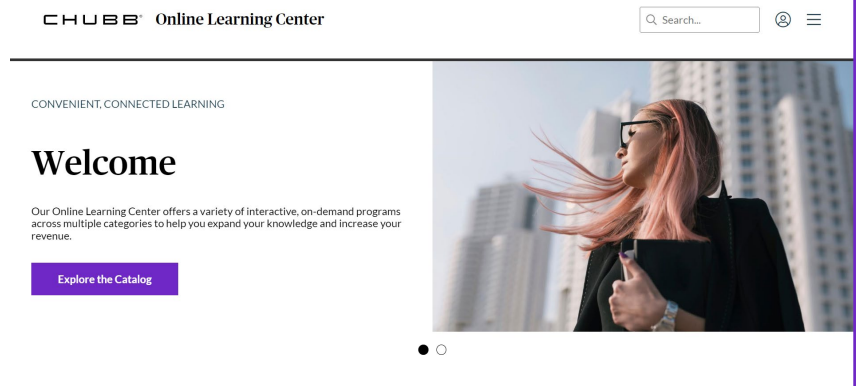 CHUBB® Online Learning Center
Search...
CONVENIENT, CONNECTED LEARNING
Welcome
Our Online Learning Center offers a variety of interactive, on-demand programs
across multiple categories to help you expand your knowledge and increase your
revenue.
Explore the Catalog